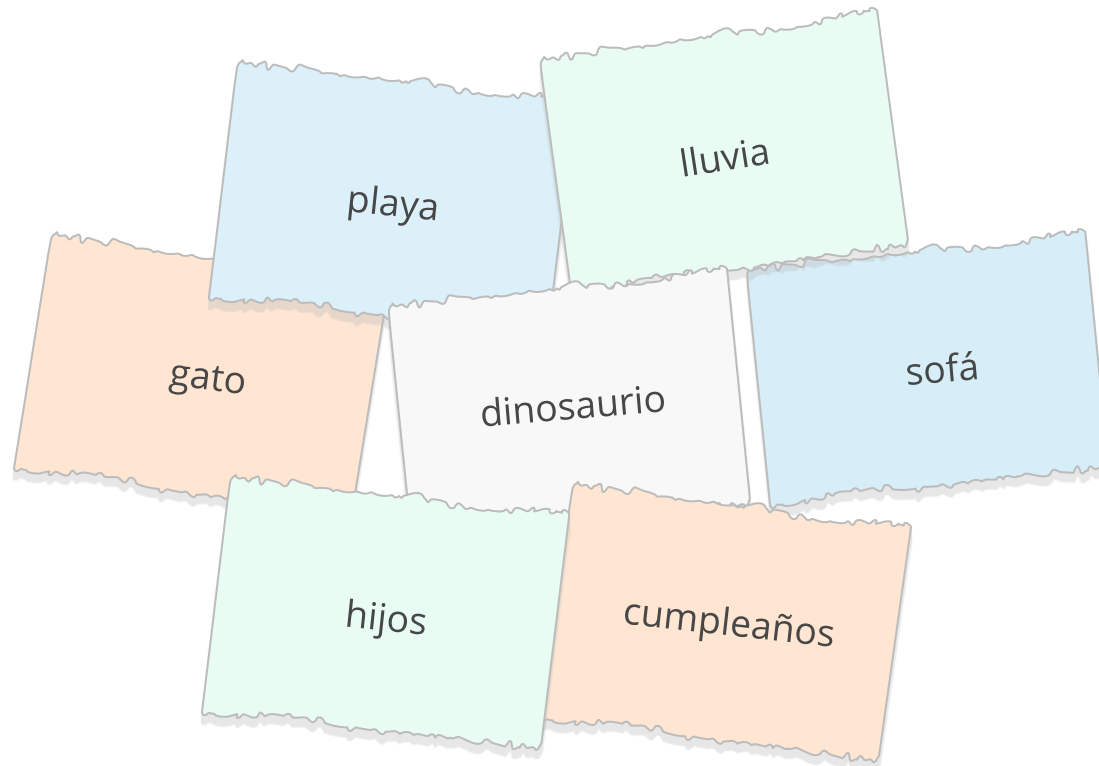 playa
lluvia
gato
dinosaurio
sofá
hijos
cumpleaños